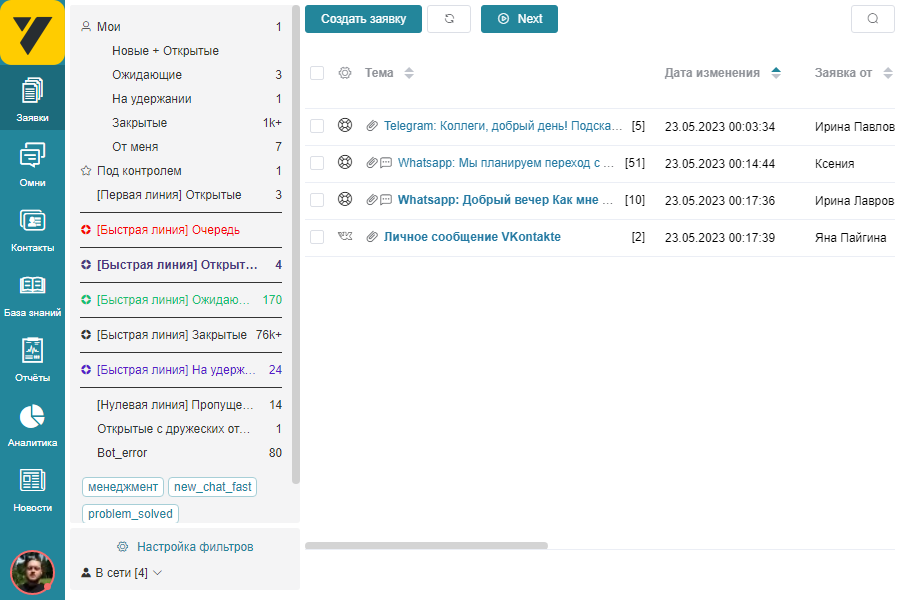 Заявки
Омни
Контакты
База знаний
Отчёты
Аналитика
Новости
Мои 1
Новые + Открытые
Ожидающие 3
На удержании 1
Закрытые 1k+
От меня 7
Под контролем 1
[Первая линия] Открытые 3
[Быстрая линия] Очередь
[Быстрая линия] Открыт... 4
[Быстрая линия] Ожидаю... 170
[Быстрая линия] Закрытые 76k+
[Быстрая линия] На удерж... 24
[Нулевая линия] Пропуще... 14
Открытые с дружеских от... 1
Bot_error 80
менеджмент new_chat_fast
problem_solved
Настройка фильтров
В сети [4]
Создать заявку Next
Тема Дата изменения Заявка от
Telegram: Коллеги, добрый день! Подска... [5] 23.05.2023 00:03:34 Ирина Павлов
Whatsapp: Мы планируем переход с ... [51] 23.05.2023 00:14:44 Ксения
Whatsapp: Добрый вечер Как мне ... [10] 23.05.2023 00:17:36 Ирина Лавров
Личное сообщение VKontakte [2] 23.05.2023 00:17:39 Яна Пайгина